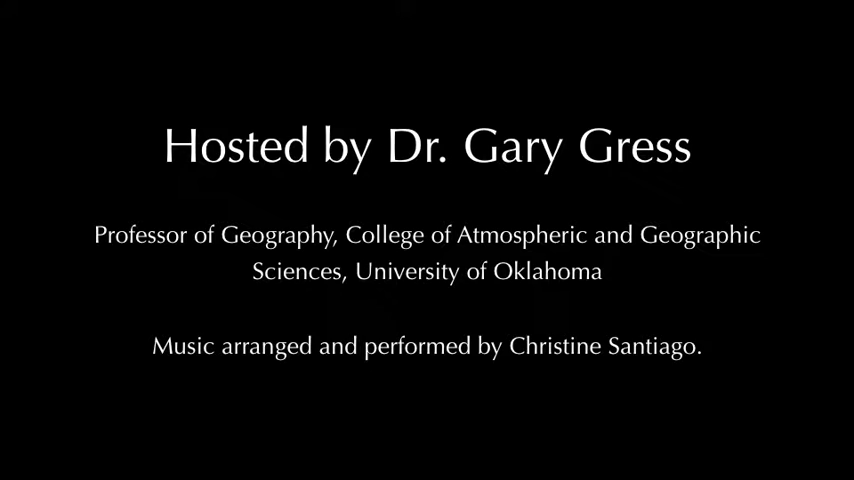 Hosted by Dr. Gary Gress
Professor of Geography, College of Atmospheric and Geographic
Sciences, University of Oklahoma
Music arranged and performed by Christine Santiago.